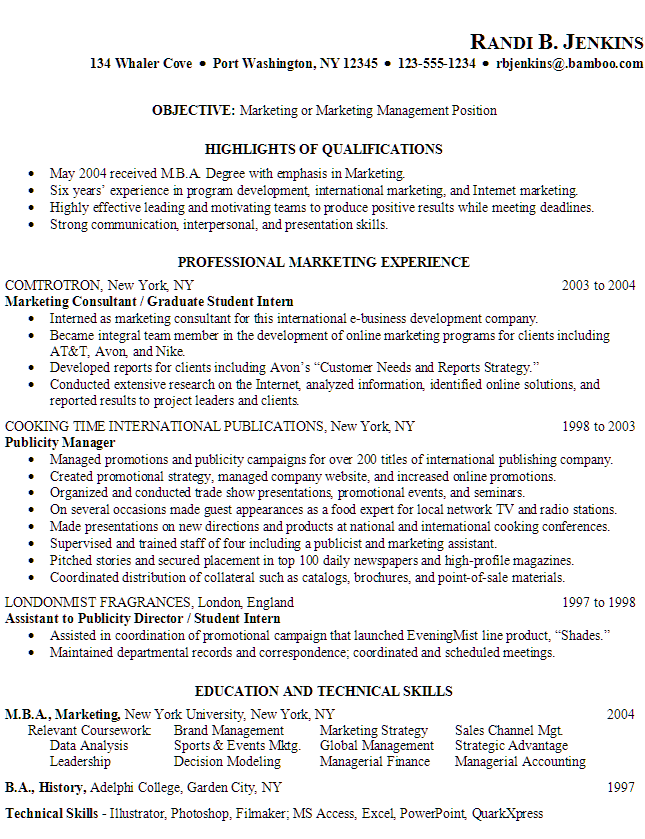 RANDI B. JENKINS
134 Whaler Cove ● Port Washington, NY 12345 ● 123-555-1234 ● rbjenkins@.bamboo.com
OBJECTIVE: Marketing or Marketing Management Position
HIGHLIGHTS OF QUALIFICATIONS
• May 2004 received M.B.A. Degree with emphasis in Marketing.
• Six years' experience in program development, international marketing, and Internet marketing.
• Highly effective leading and motivating teams to produce positive results while meeting deadlines.
• Strong communication, interpersonal, and presentation skills.
PROFESSIONAL MARKETING EXPERIENCE
COMTROTRON, New York, NY 2003 to 2004
Marketing Consultant / Graduate Student Intern
• Interned as marketing consultant for this international e-business development company.
• Became integral team member in the development of online marketing programs for clients including
AT&T, Avon, and Nike.
• Developed reports for clients including Avon's “Customer Needs and Reports Strategy.”
• Conducted extensive research on the Internet, analyzed information, identified online solutions, and
reported results to project leaders and clients.
COOKING TIME INTERNATIONAL PUBLICATIONS, New York, NY 1998 to 2003
Publicity Manager
• Managed promotions and publicity campaigns for over 200 titles of international publishing company.
• Created promotional strategy, managed company website, and increased online promotions.
• Organized and conducted trade show presentations, promotional events, and seminars.
• On several occasions made guest appearances as a food expert for local network TV and radio stations.
• Made presentations on new directions and products at national and international cooking conferences.
• Supervised and trained staff of four including a publicist and marketing assistant.
• Pitched stories and secured placement in top 100 daily newspapers and high-profile magazines.
• Coordinated distribution of collateral such as catalogs, brochures, and point-of-sale materials.
LONDONMIST FRAGRANCES, London, England 1997 to 1998
Assistant to Publicity Director / Student Intern
• Assisted in coordination of promotional campaign that launched EveningMist line product, “Shades.”
• Maintained departmental records and correspondence; coordinated and scheduled meetings.
EDUCATION AND TECHNICAL SKILLS
M.B.A., Marketing, New York University, New York, NY 2004
Relevant Coursework: Brand Management Marketing Strategy Sales Channel Mgt.
Data Analysis Sports & Events Mktg. Global Management Strategic Advantage
Leadership Decision Modeling Managerial Finance Managerial Accounting
B.A., History, Adelphi College, Garden City, NY 1997
Technical Skills - Illustrator, Photoshop, Filmaker; MS Access, Excel, PowerPoint, QuarkXpress